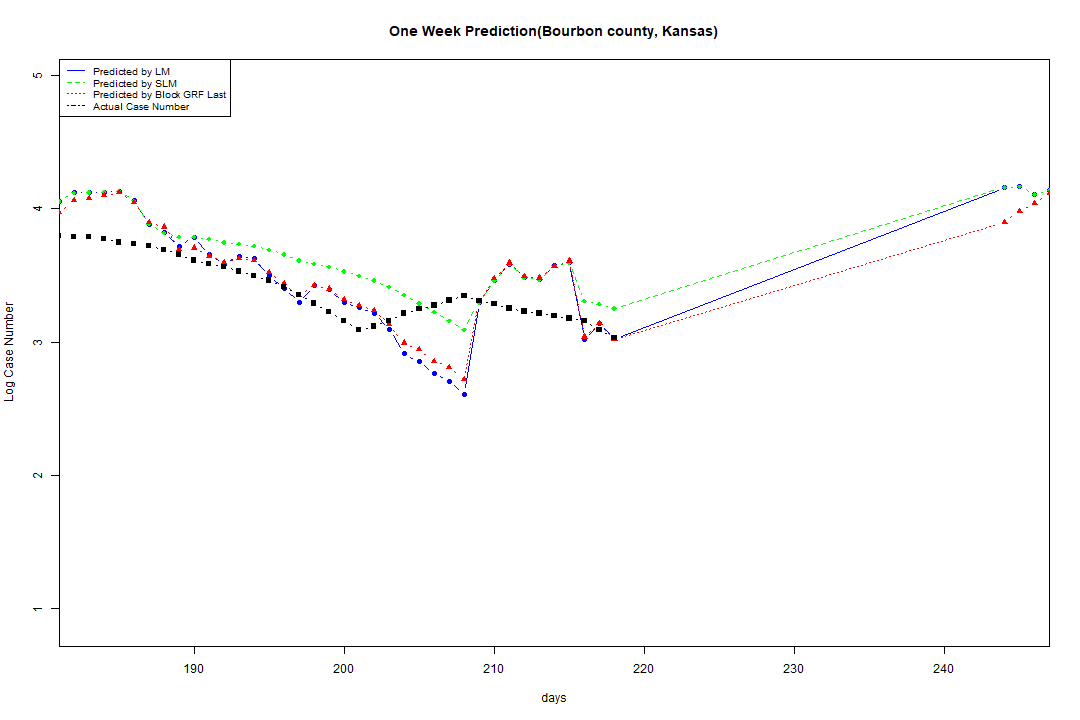 One Week Prediction(Bourbon county, Kansas)
Predicted by LM
Predicted by SLM
Predicted by Block GRF Last
Actual Case Number
5
4
3
2
1
Log Case Number
190 200 210 220 230 240
days